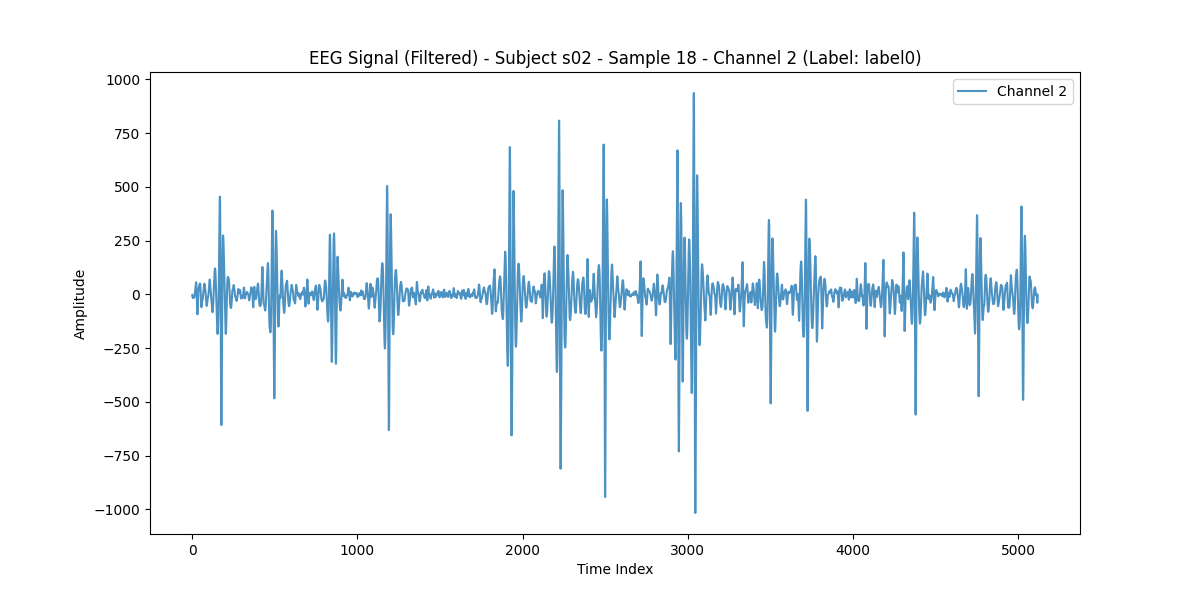 EEG Signal (Filtered) - Subject s02 - Sample 18 - Channel 2 (Label: label0)
Channel 2
1000
750
500
250
0
−250
−500
−750
−1000
Amplitude
0 1000 2000 3000 4000 5000
Time Index